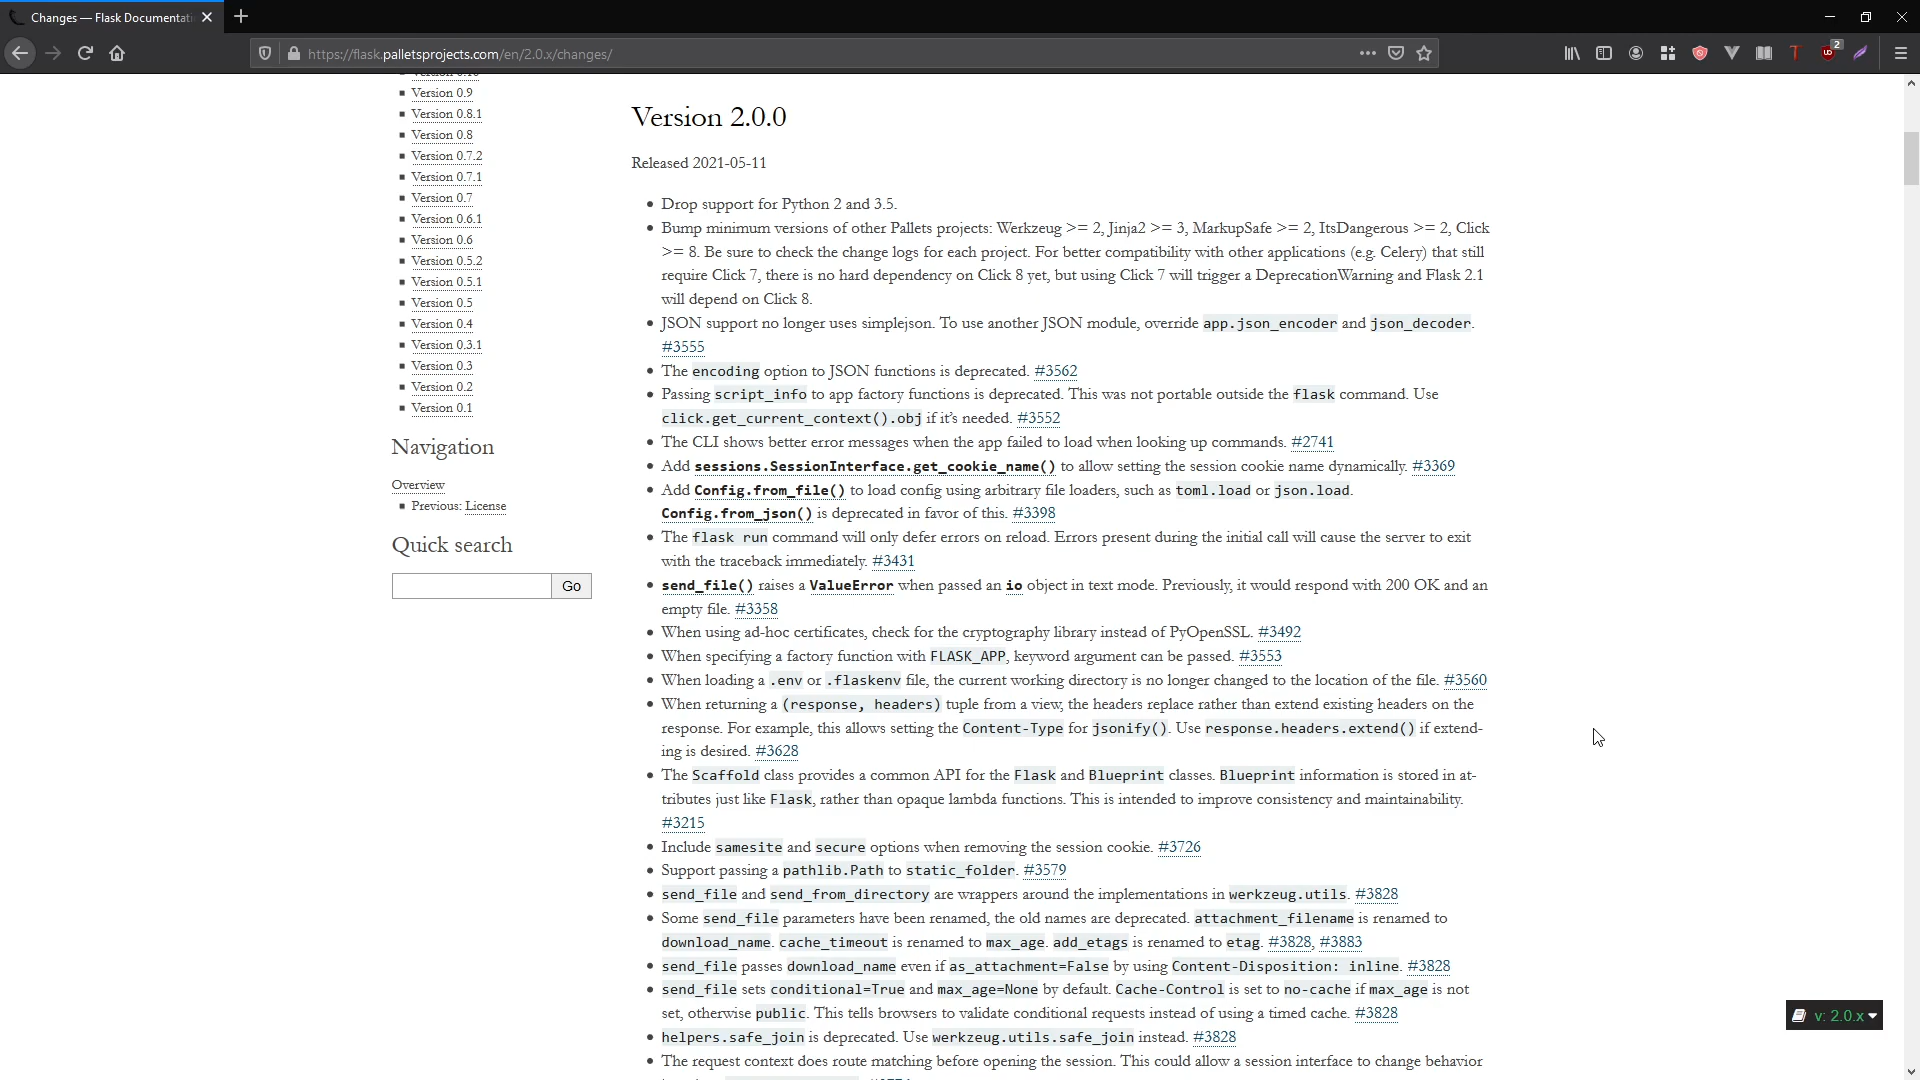 Changes — Flask Documentati
https://flask.palletsprojects.com/en/2.0.x/changes/
2
Version 0.10
Version 0.9
Version 0.8.1
Version 0.8
Version 0.7.2
Version 0.7.1
Version 0.7
Version 0.6.1
Version 0.6
Version 0.5.2
Version 0.5.1
Version 0.5
Version 0.4
Version 0.3.1
Version 0.3
Version 0.2
Version 0.1
Navigation
Overview
Previous: License
Quick search
Go
Version 2.0.0
Released 2021-05-11
Drop support for Python 2 and 3.5.
Bump minimum versions of other Pallets projects: Werkzeug >= 2, Jinja2 >= 3, MarkupSafe >= 2, ItsDangerous >= 2, Click
>= 8. Be sure to check the change logs for each project. For better compatibility with other applications (e.g. Celery) that still
require Click 7, there is no hard dependency on Click 8 yet, but using Click 7 will trigger a DeprecationWarning and Flask 2.1
will depend on Click 8.
JSON support no longer uses simplejson. To use another JSON module, override app.json_encoder and json_decoder.
#3555
The encoding option to JSON functions is deprecated. #3562
Passing script_info to app factory functions is deprecated. This was not portable outside the flask command. Use
click.get_current_context().obj if it's needed. #3552
The CLI shows better error messages when the app failed to load when looking up commands. #2741
Add sessions.SessionInterface.get_cookie_name() to allow setting the session cookie name dynamically. #3369
Add Config.from_file() to load config using arbitrary file loaders, such as toml.load or json.load.
Config.from_json() is deprecated in favor of this. #3398
The flask run command will only defer errors on reload. Errors present during the initial call will cause the server to exit
with the traceback immediately. #3431
send_file() raises a ValueError when passed an io object in text mode. Previously, it would respond with 200 OK and an
empty file. #3358
When using ad-hoc certificates, check for the cryptography library instead of PyOpenSSL. #3492
When specifying a factory function with FLASK_APP, keyword argument can be passed. #3553
When loading a .env or .flaskenv file, the current working directory is no longer changed to the location of the file. #3560
When returning a (response, headers) tuple from a view, the headers replace rather than extend existing headers on the
response. For example, this allows setting the Content-Type for jsonify(). Use response.headers.extend() if extend-
ing is desired. #3628
The Scaffold class provides a common API for the Flask and Blueprint classes. Blueprint information is stored in at-
tributes just like Flask, rather than opaque lambda functions. This is intended to improve consistency and maintainability.
#3215
Include samesite and secure options when removing the session cookie. #3726
Support passing a pathlib.Path to static_folder. #3579
send_file and send_from_directory are wrappers around the implementations in werkzeug.utils. #3828
Some send_file parameters have been renamed, the old names are deprecated. attachment_filename is renamed to
download_name. cache_timeout is renamed to max_age. add_etags is renamed to etag. #3828, #3883
send_file passes download_name even if as_attachment=False by using Content-Disposition: inline. #3828
send_file sets conditional=True and max_age=None by default. Cache-Control is set to no-cache if max_age is not
set, otherwise public. This tells browsers to validate conditional requests instead of using a timed cache. #3828
helpers.safe_join is deprecated. Use werkzeug.utils.safe_join instead. #3828
The request context does route matching before opening the session. This could allow a session interface to change behavior
v: 2.0.x